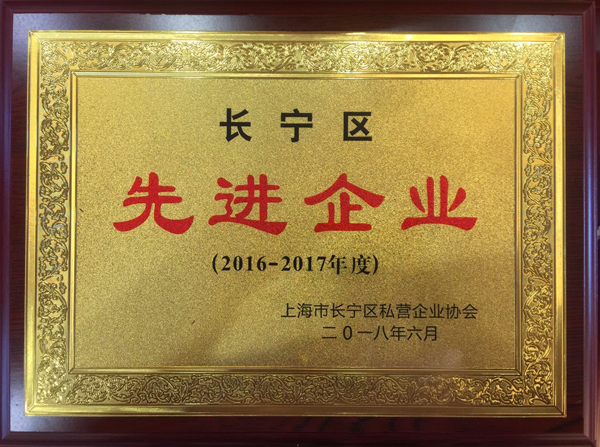 长宁区
先进企业
(2016-2017年度)
上海市长宁区私营企业协会
二0一八年六月